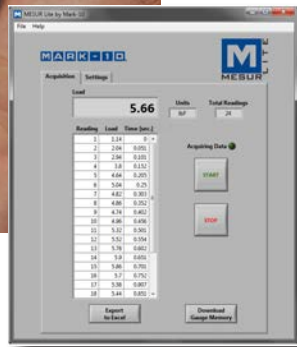 MESUR Lite by Mark-10
File Help
MARK-10
M
MESUR
LITE
Acquisition Settings
Load
5.66
Units
lbF
Total Readings
24
Reading Load Time [sec.]
1 1.14 0
2 2.04 0.051
3 2.94 0.101
4 3.8 0.152
5 4.64 0.205
6 5.04 0.25
7 4.82 0.303
8 4.86 0.352
9 4.74 0.402
10 4.96 0.456
11 5.32 0.501
12 5.52 0.554
13 5.78 0.602
14 5.9 0.651
15 5.86 0.701
16 5.7 0.752
17 5.58 0.807
18 5.44 0.851
Acquiring Data
START
STOP
Export
to Excel
Download
Gauge Memory